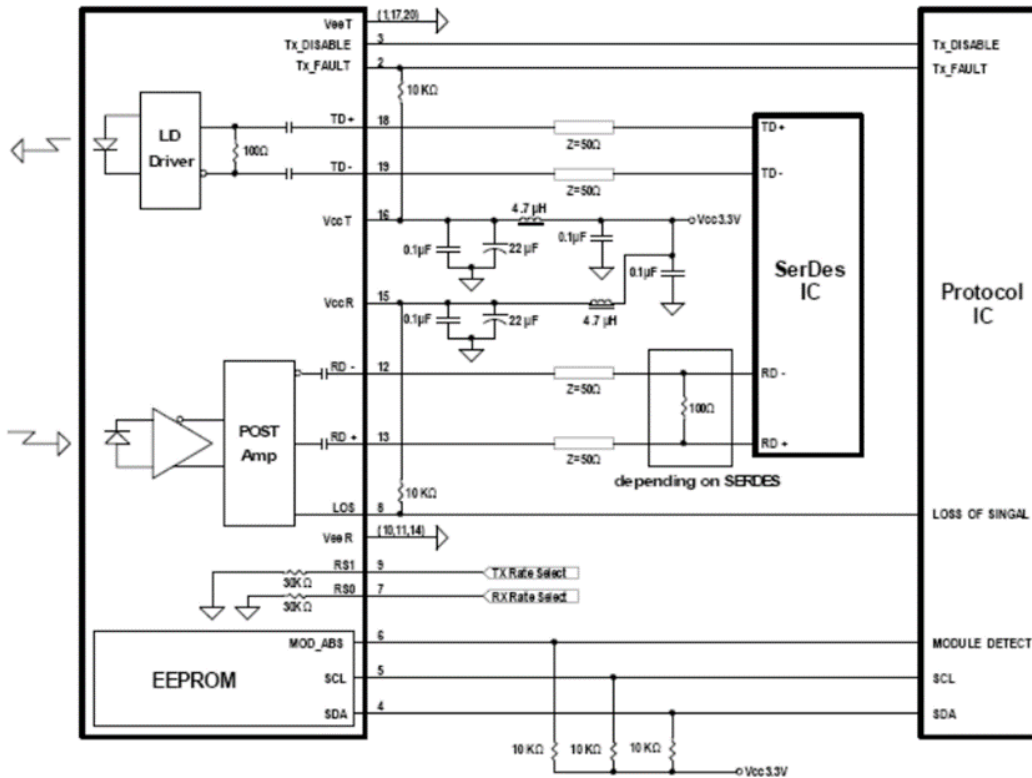 VeeT
(1,17,20)
Tx_DISABLE
3
Tx_DISABLE
Tx_FAULT
2
Tx_FAULT
10 KΩ
LD
Driver
100Ω
TD+
18
Z=50Ω
TD+
TD-
19
Z=50Ω
TD-
VccT
16
4.7 µH
Vcc3.3V
0.1µF
22 µF
0.1µF
0.1µF
SerDes
IC
Protocol
IC
VccR
15
0.1µF
22 µF
4.7 µH
RD -
12
Z=50Ω
RD -
100Ω
POST
Amp
RD +
13
Z=50Ω
RD +
depending on SERDES
10 KΩ
LOS
8
LOSS OF SINGAL
VeeR
(10,11,14)
RS1
9
TX Rate Select
30KΩ
RS0
7
RX Rate Select
30KΩ
EEPROM
MOD_ABS
6
MODULE DETECT
SCL
5
SCL
SDA
4
SDA
10 KΩ
10 KΩ
10 KΩ
Vcc3.3V